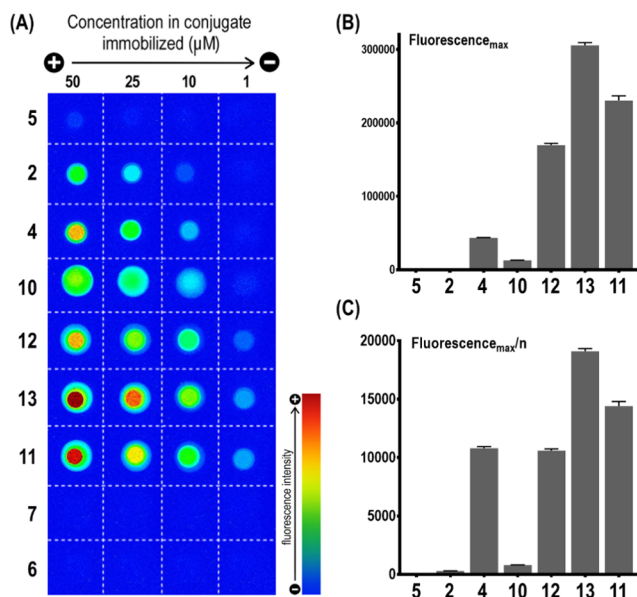 (A)
Concentration in conjugate
immobilized (µM)
+ −
50 25 10 1
5
2
4
10
12
13
11
7
6
+
fluorescence intensity
−
(B)
Fluorescencemax
300000
200000
100000
0
5 2 4 10 12 13 11
(C)
Fluorescencemax/n
20000
15000
10000
5000
0
5 2 4 10 12 13 11